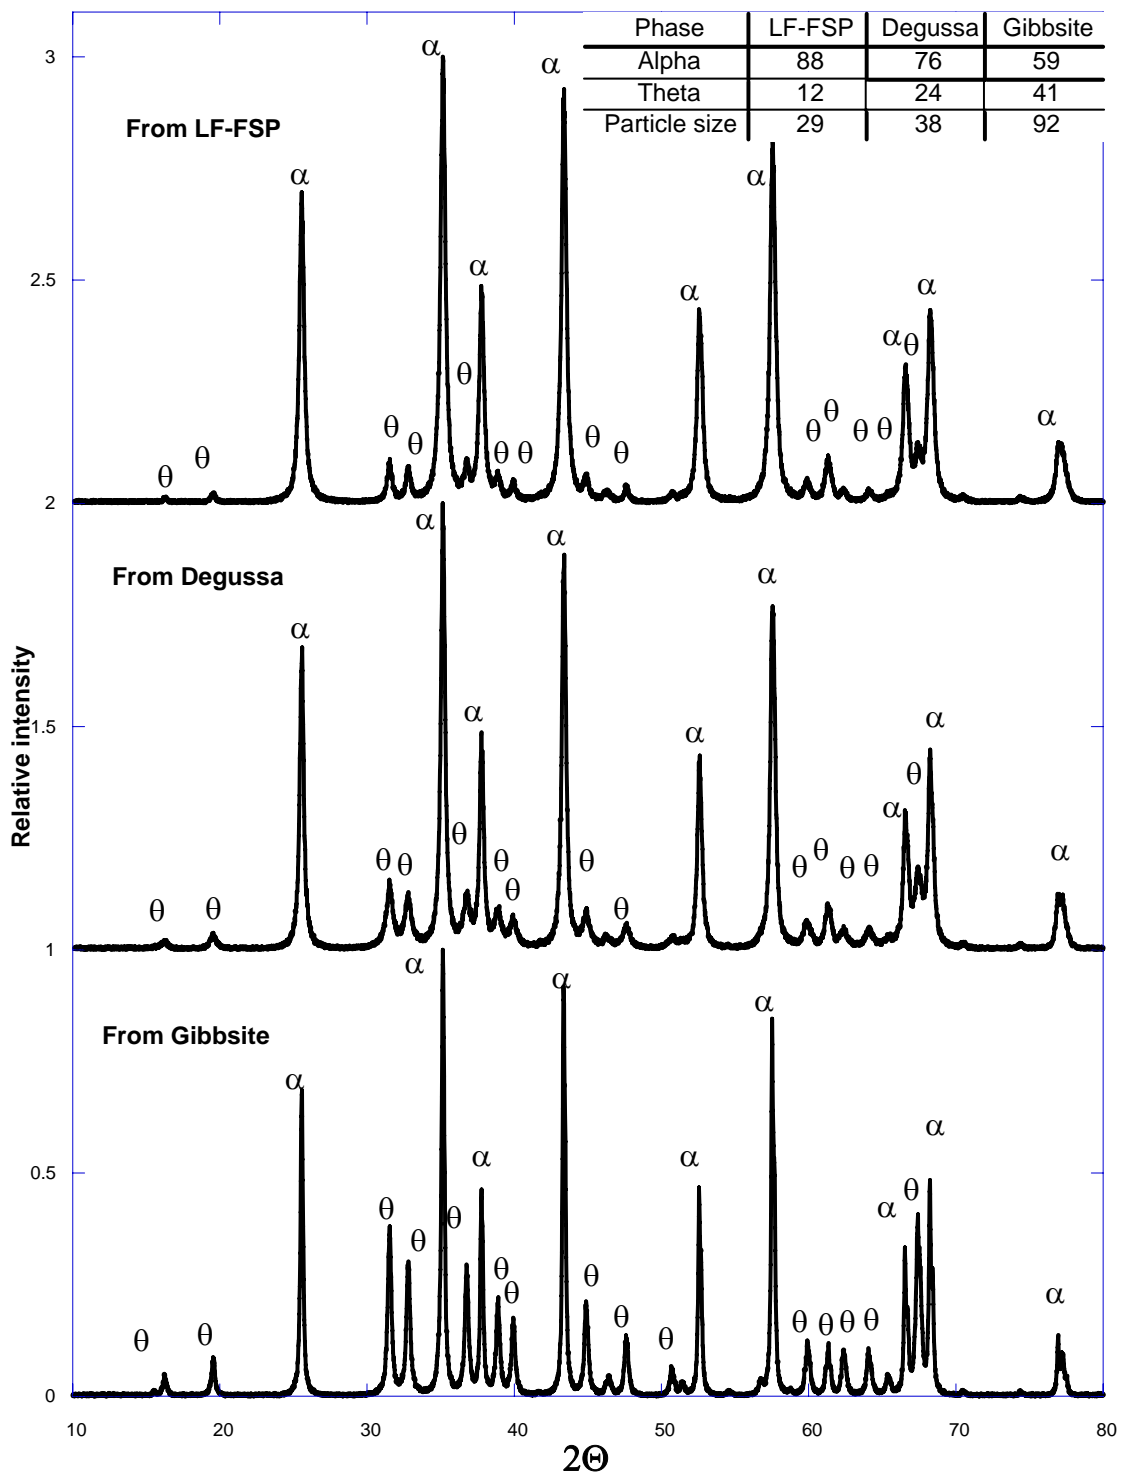 Phase LF-FSP Degussa Gibbsite
Alpha 88 76 59
Theta 12 24 41
Particle size 29 38 92
3
α α
From LF-FSP
α α
2.5
α α α α
α θ
θ
θ θ α
θ θ θ θ θ θ
θ θ θ θ θ
2
α
α
From Degussa
α
α
Relative intensity
1.5
α α α
θ
α
θ
θ θ θ θ θ θ θ θ θ α
θ
θ θ θ
1
α
α
α
From Gibbsite
α
α
0.5
α α
θ
θ θ α
θ
θ θ
θ
α
θ θ θ θ θ θ θ θ
0
10 20 30 40 50 60 70 80
2Θ